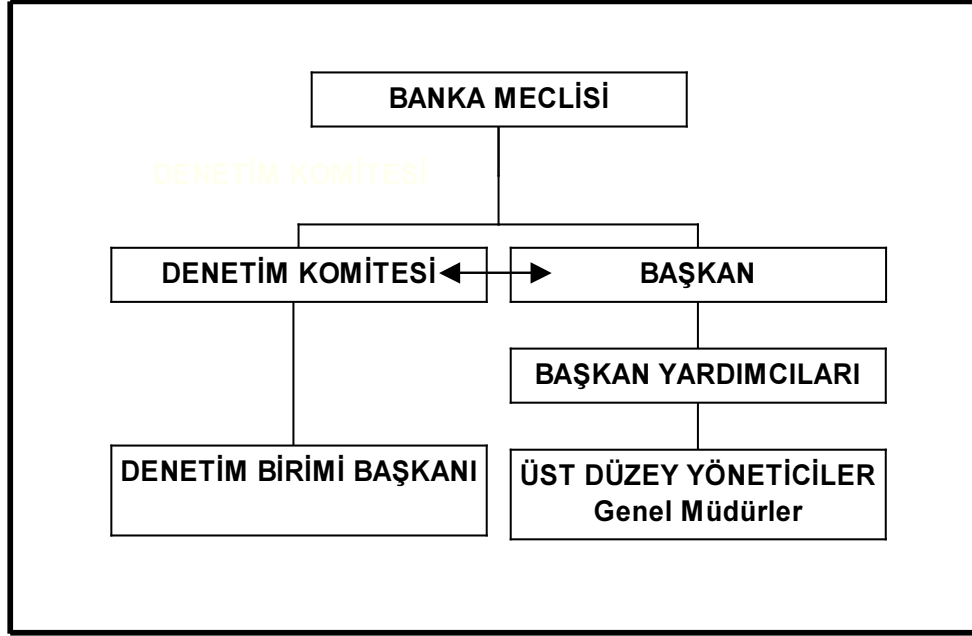 BANKA MECLİSİ
DENETİM KOMİTESİ
DENETİM KOMİTESİ
BAŞKAN
BAŞKAN YARDIMCILARI
DENETİM BİRİMİ BAŞKANI
ÜST DÜZEY YÖNETİCİLER
Genel Müdürler